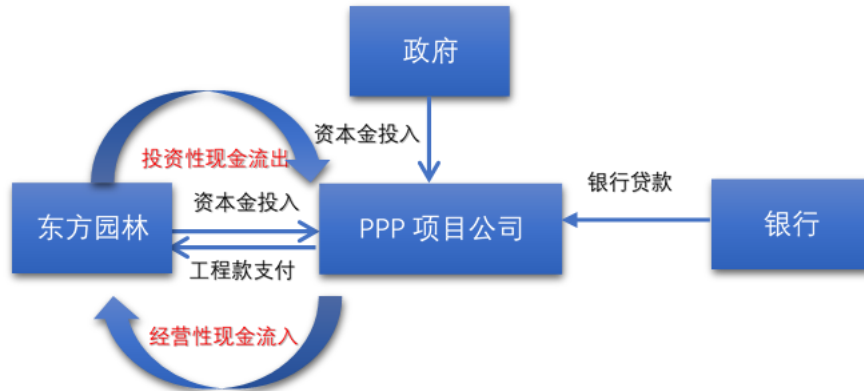 政府
资本金投入
投资性现金流出
银行贷款
资本金投入
东方园林
PPP 项目公司
银行
工程款支付
经营性现金流入